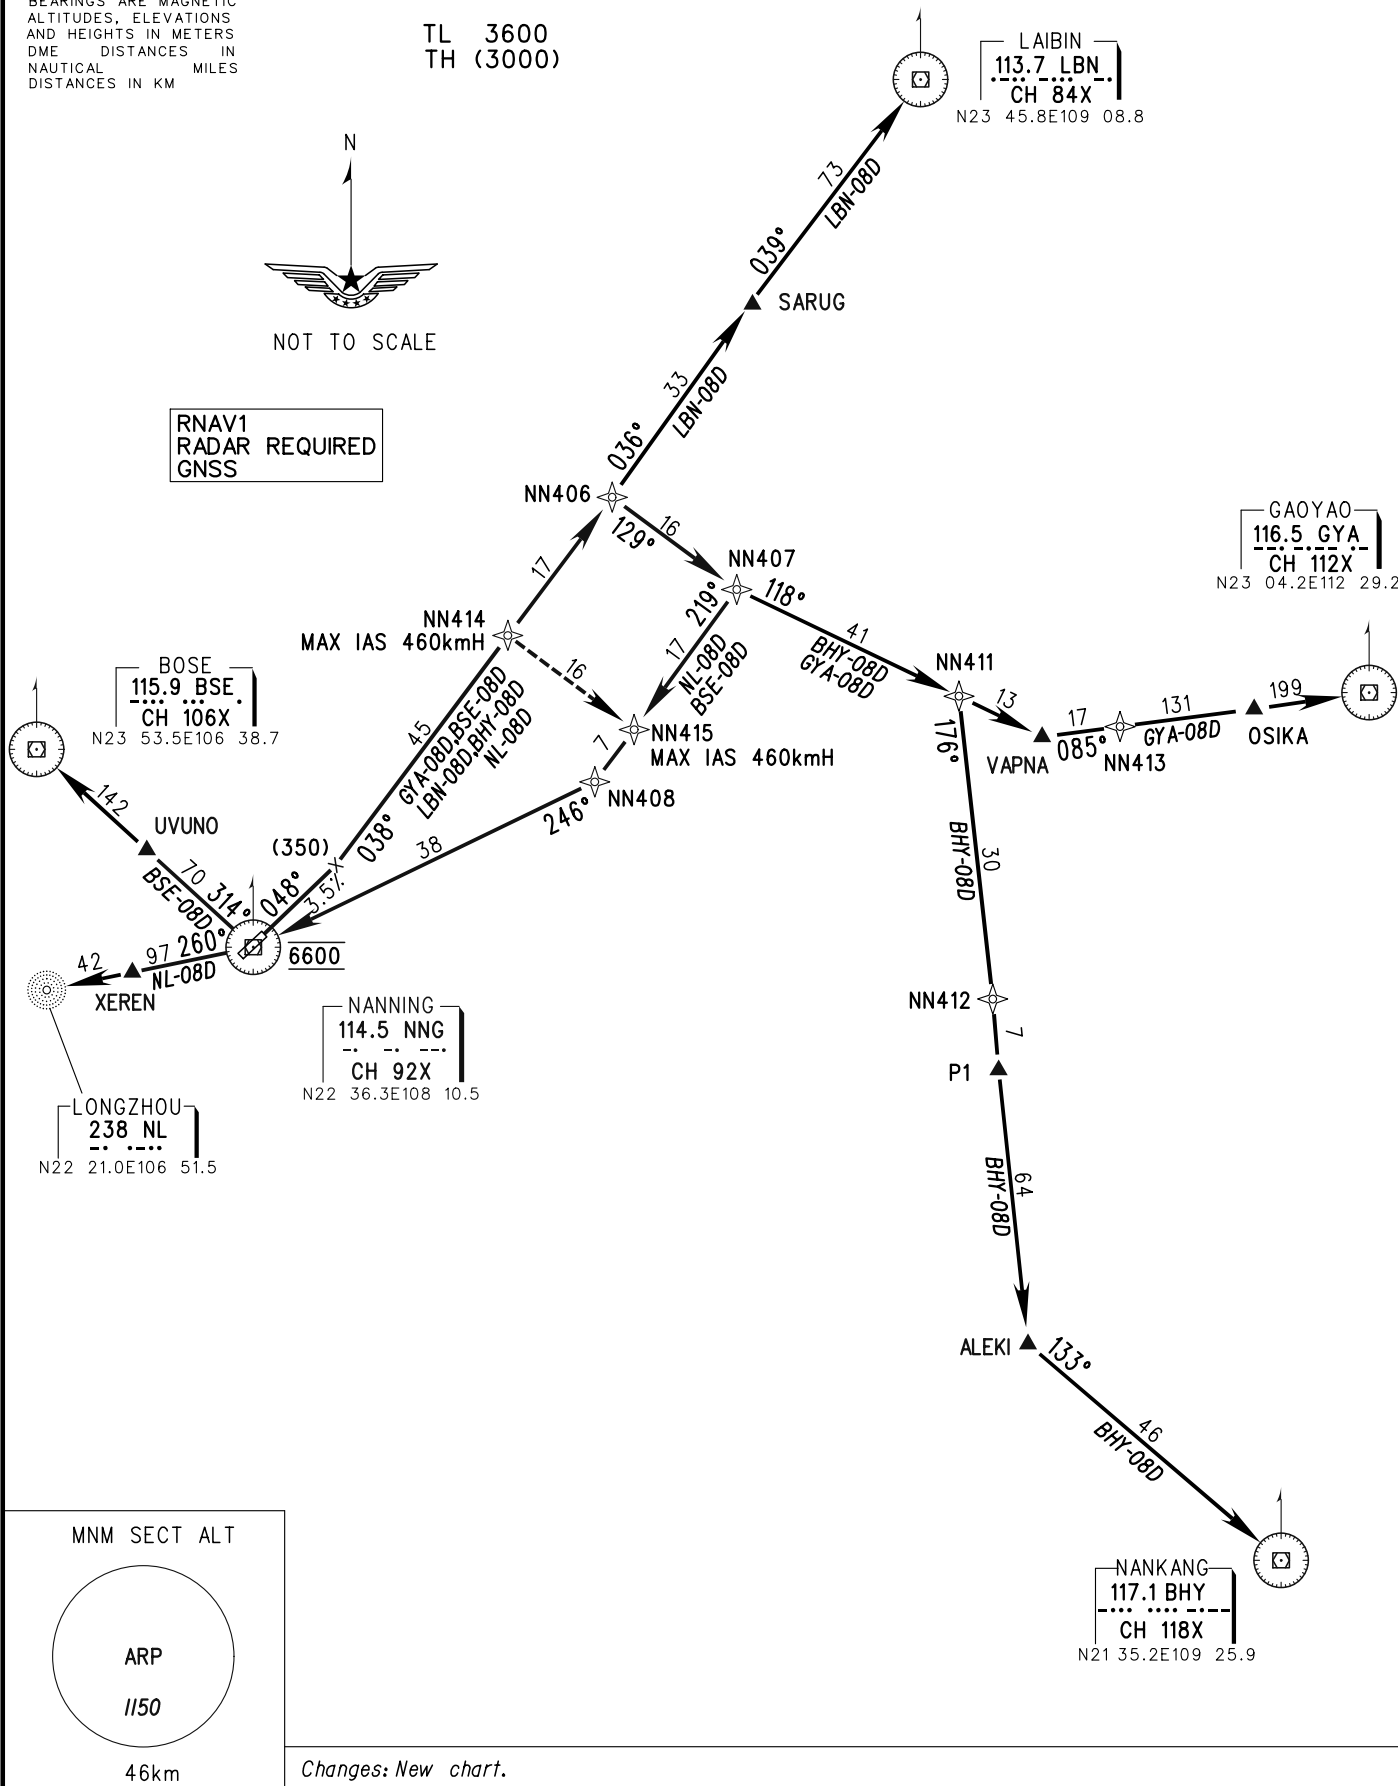 BEARINGS ARE MAGNETIC
ALTITUDES, ELEVATIONS
AND HEIGHTS IN METERS
DME DISTANCES IN
NAUTICAL MILES
DISTANCES IN KM
TL 3600
TH (3000)
LAIBIN
113.7 LBN
CH 84X
N23 45.8E109 08.8
N
NOT TO SCALE
73
LBN-08D
039°
SARUG
33
LBN-08D
036°
RNAV1
RADAR REQUIRED
GNSS
NN406
16
129°
17
NN407
118°
219°
GAOYAO
116.5 GYA
CH 112X
N23 04.2E112 29.2
NN414
MAX IAS 460kmH
16
17
NL-08D
BSE-08D
41
BHY-08D
GYA-08D
NN411
13
176°
VAPNA
17
085°
NN413
131
GYA-08D
OSIKA
199
BOSE
115.9 BSE
CH 106X
N23 53.5E106 38.7
45
GYA-08D,BSE-08D
LBN-08D,BHY-08D
NL-08D
NN415
MAX IAS 460kmH
7
NN408
246°
38
142
UVUNO
(350)
038°
70
314°
BSE-08D
048°
3.5%
30
BHY-08D
6600
42
97
260°
NL-08D
XEREN
NANNING
114.5 NNG
CH 92X
N22 36.3E108 10.5
NN412
7
P1
LONGZHOU
238 NL
N22 21.0E106 51.5
64
BHY-08D
ALEKI
133°
46
BHY-08D
NANKANG
117.1 BHY
CH 118X
N21 35.2E109 25.9
MNM SECT ALT
ARP
1150
46km
Changes: New chart.